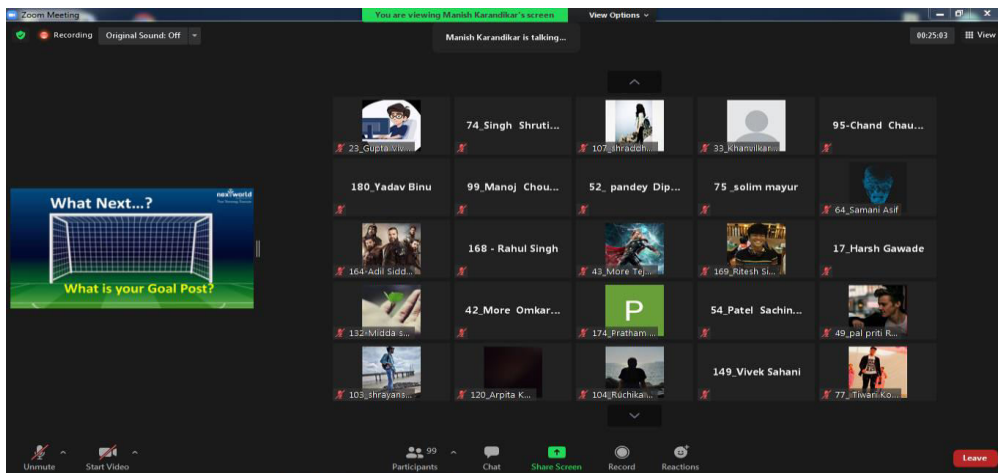 Zoom Meeting
You are viewing Manish Karandikar's screen
View Options
Recording
Original Sound: Off
Manish Karandikar is talking...
00:25:03
View
23_Gupta Viv...
74_Singh Shruti...
107_shraddh...
33_Khanvilkar...
95-Chand Chau...
180_Yadav Binu
99_Manoj Chou...
52_ pandey Dip...
75 _solim mayur
64_Samani Asif
What Next...?
nextworld
What is your Goal Post?
164-Adil Sidd...
168 - Rahul Singh
43_More Tej...
169_Ritesh Si...
17_Harsh Gawade
132-Midda s...
42_More Omkar...
P
174_Pratham ...
54_Patel Sachin...
49_pal priti R...
103_shrayans...
120_Arpita K...
104_Ruchika ...
149_Vivek Sahani
77_ Tiwari Ko...
Unmute
Start Video
99
Participants
Chat
Share Screen
Record
Reactions
Leave